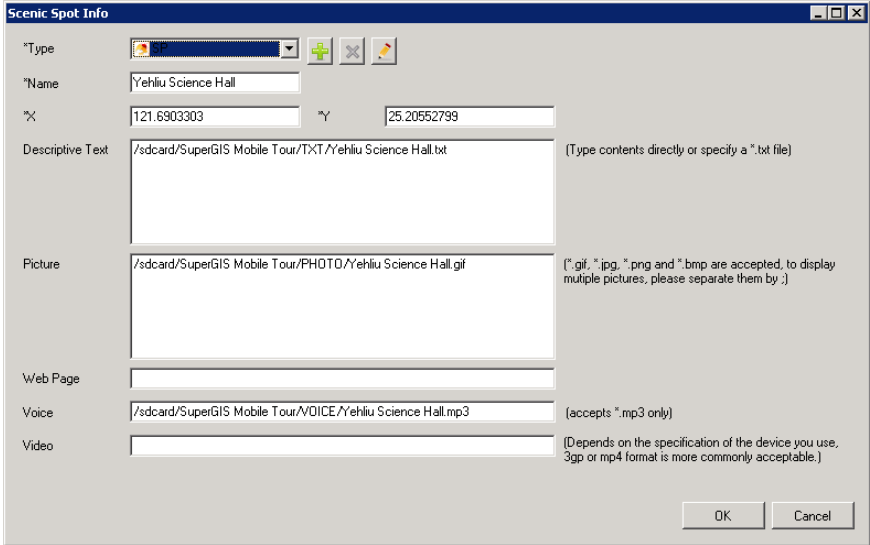 Scenic Spot Info
*Type
SP
*Name
Yehliu Science Hall
*X
121.6903303
*Y
25.20552799
Descriptive Text
/sdcard/SuperGIS Mobile Tour/TXT/Yehliu Science Hall.txt
(Type contents directly or specify a *.txt file)
Picture
/sdcard/SuperGIS Mobile Tour/PHOTO/Yehliu Science Hall.gif
(*.gif, *.jpg, *.png and *.bmp are accepted, to display
mutiple pictures, please separate them by ;)
Web Page
Voice
/sdcard/SuperGIS Mobile Tour/VOICE/Yehliu Science Hall.mp3
(accepts *.mp3 only)
Video
(Depends on the specification of the device you use,
3gp or mp4 format is more commonly acceptable.)
OK
Cancel